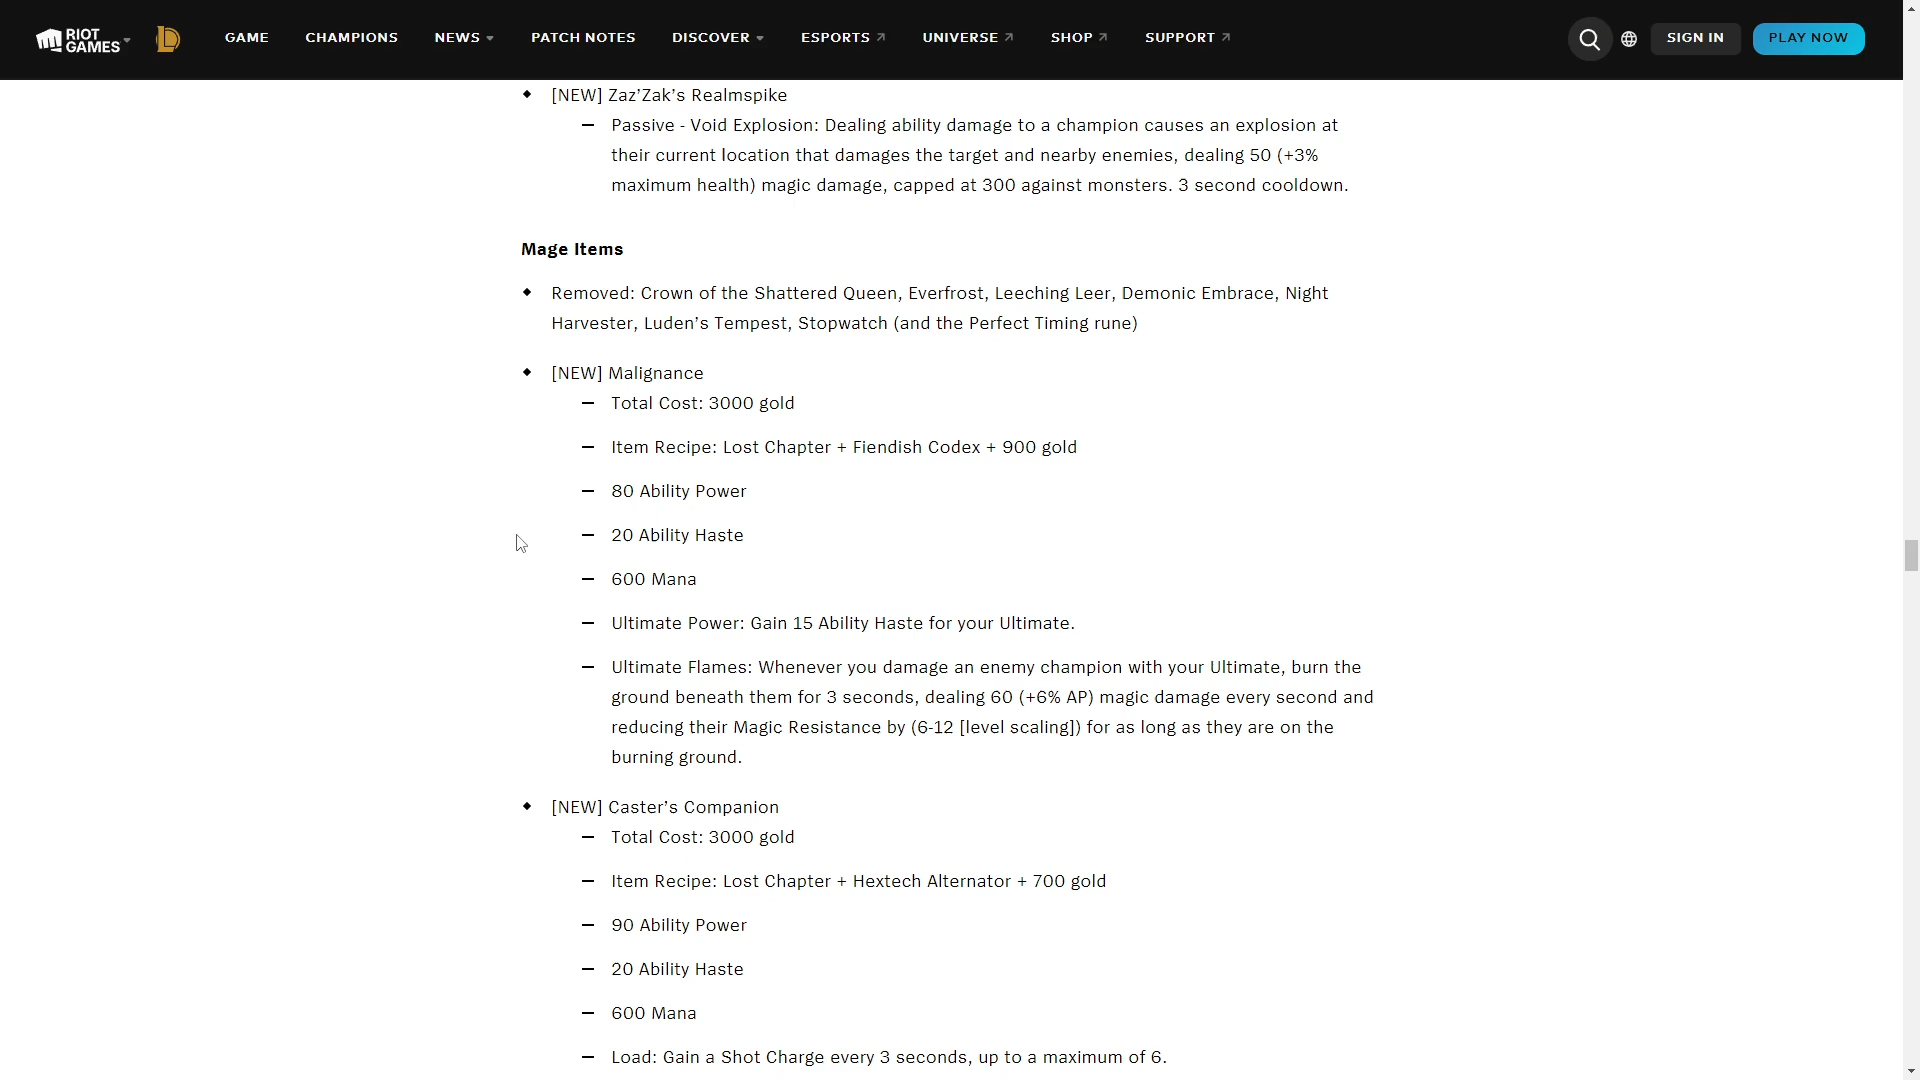 RIOT GAMES
GAME
CHAMPIONS
NEWS
PATCH NOTES
DISCOVER
ESPORTS
UNIVERSE
SHOP
SUPPORT
SIGN IN
PLAY NOW
[NEW] Zaz’Zak’s Realmspike
Passive - Void Explosion: Dealing ability damage to a champion causes an explosion at
their current location that damages the target and nearby enemies, dealing 50 (+3%
maximum health) magic damage, capped at 300 against monsters. 3 second cooldown.
Mage Items
Removed: Crown of the Shattered Queen, Everfrost, Leeching Leer, Demonic Embrace, Night
Harvester, Luden’s Tempest, Stopwatch (and the Perfect Timing rune)
[NEW] Malignance
Total Cost: 3000 gold
Item Recipe: Lost Chapter + Fiendish Codex + 900 gold
80 Ability Power
20 Ability Haste
600 Mana
Ultimate Power: Gain 15 Ability Haste for your Ultimate.
Ultimate Flames: Whenever you damage an enemy champion with your Ultimate, burn the
ground beneath them for 3 seconds, dealing 60 (+6% AP) magic damage every second and
reducing their Magic Resistance by (6-12 [level scaling]) for as long as they are on the
burning ground.
[NEW] Caster’s Companion
Total Cost: 3000 gold
Item Recipe: Lost Chapter + Hextech Alternator + 700 gold
90 Ability Power
20 Ability Haste
600 Mana
Load: Gain a Shot Charge every 3 seconds, up to a maximum of 6.